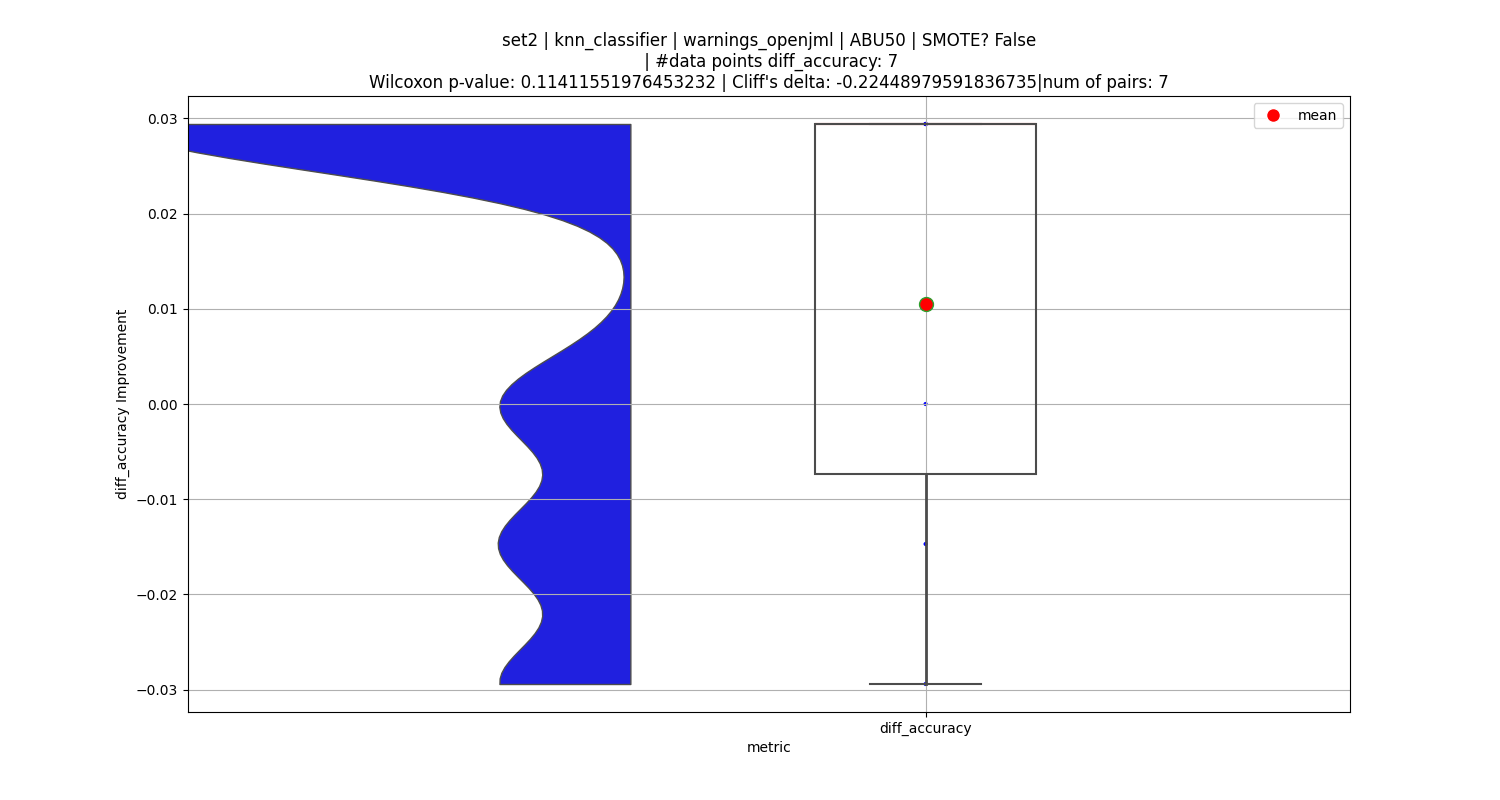 set2 | knn_classifier | warnings_openjml | ABU50 | SMOTE? False
| #data points diff_accuracy: 7
Wilcoxon p-value: 0.11411551976453232 | Cliff's delta: -0.22448979591836735|num of pairs: 7
mean
0.03
0.02
0.01
0.00
−0.01
−0.02
−0.03
diff_accuracy Improvement
diff_accuracy
metric